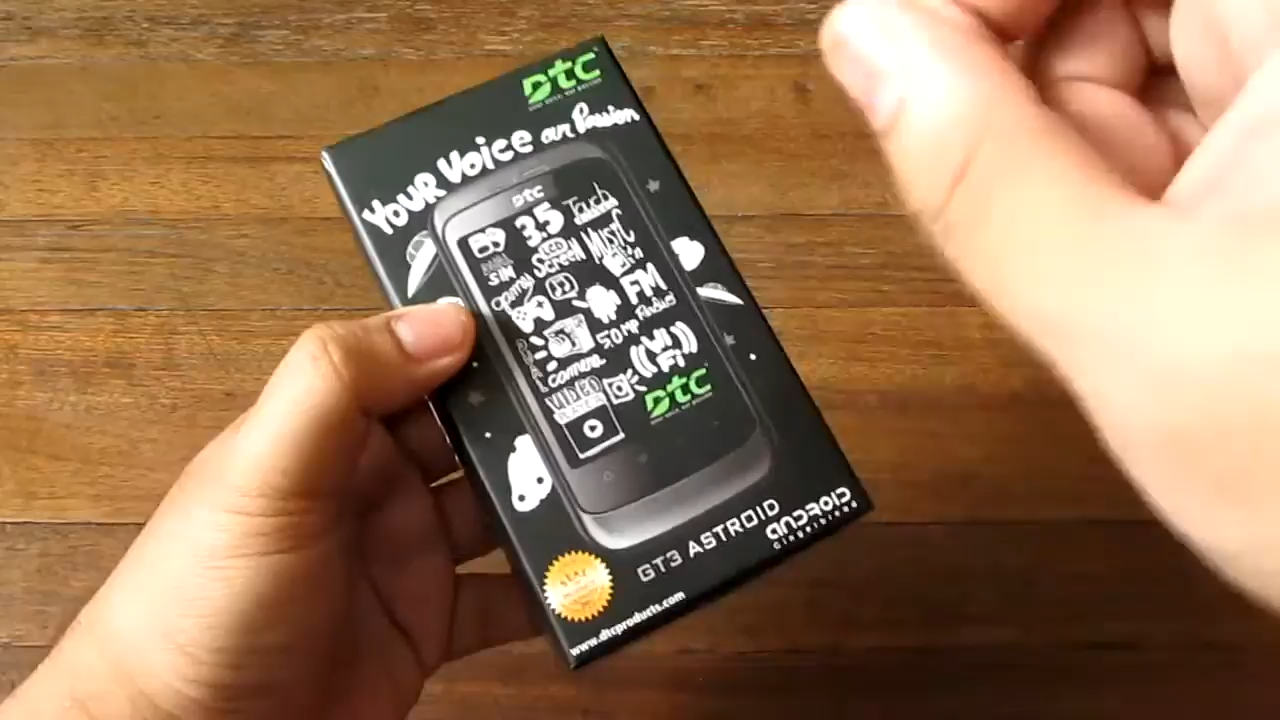 DTC
YOUR VOICE our Passion
DTC
3.5
Touch
LCD
SCREEN
MUSIC
SIM
FM
Radio
5.0 MP
Camera
Wi
Fi
VIDEO
PLAYER
DTC
GT3 ASTROID
ANDROID
Gingerbread
www.dtcproducts.com